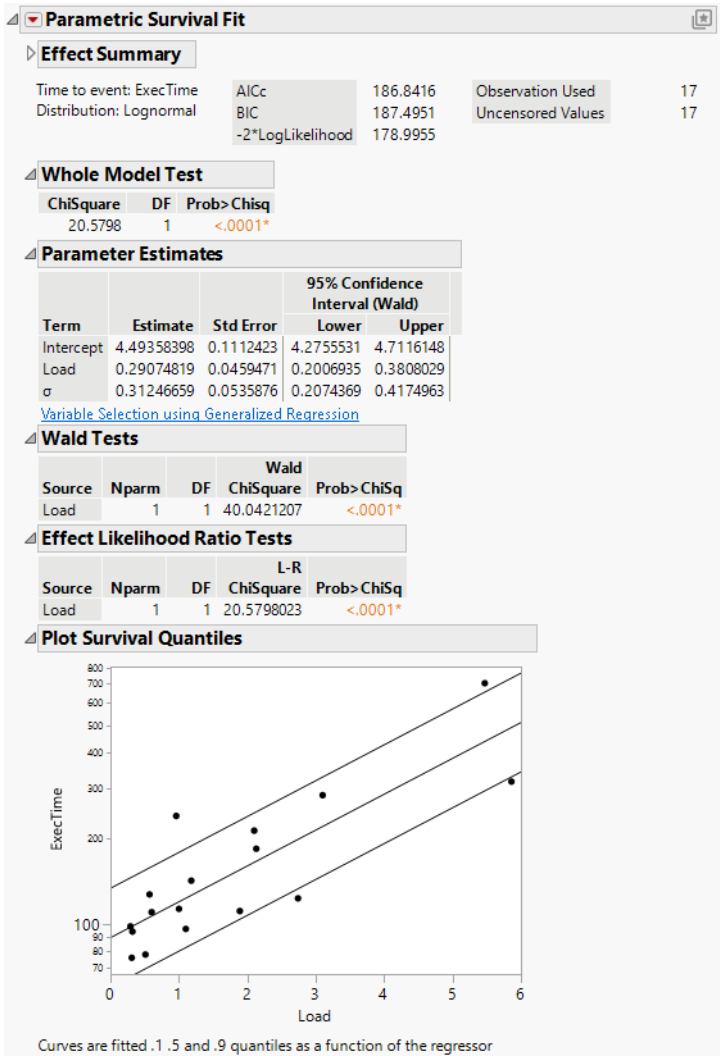 Parametric Survival Fit
Effect Summary
Time to event: ExecTime
Distribution: Lognormal
AICc 186.8416
BIC 187.4951
-2*LogLikelihood 178.9955
Observation Used 17
Uncensored Values 17
Whole Model Test
ChiSquare DF Prob>Chisq
20.5798 1 <.0001*
Parameter Estimates
95% Confidence
Interval (Wald)
Term Estimate Std Error Lower Upper
Intercept 4.49358398 0.1112423 4.2755531 4.7116148
Load 0.29074819 0.0459471 0.2006935 0.3808029
σ 0.31246659 0.0535876 0.2074369 0.4174963
Variable Selection using Generalized Regression
Wald Tests
Wald
Source Nparm DF ChiSquare Prob>ChiSq
Load 1 1 40.0421207 <.0001*
Effect Likelihood Ratio Tests
L-R
Source Nparm DF ChiSquare Prob>ChiSq
Load 1 1 20.5798023 <.0001*
Plot Survival Quantiles
800
700
600
500
400
300
200
100
90
80
70
ExecTime
0 1 2 3 4 5 6
Load
Curves are fitted .1 .5 and .9 quantiles as a function of the regressor